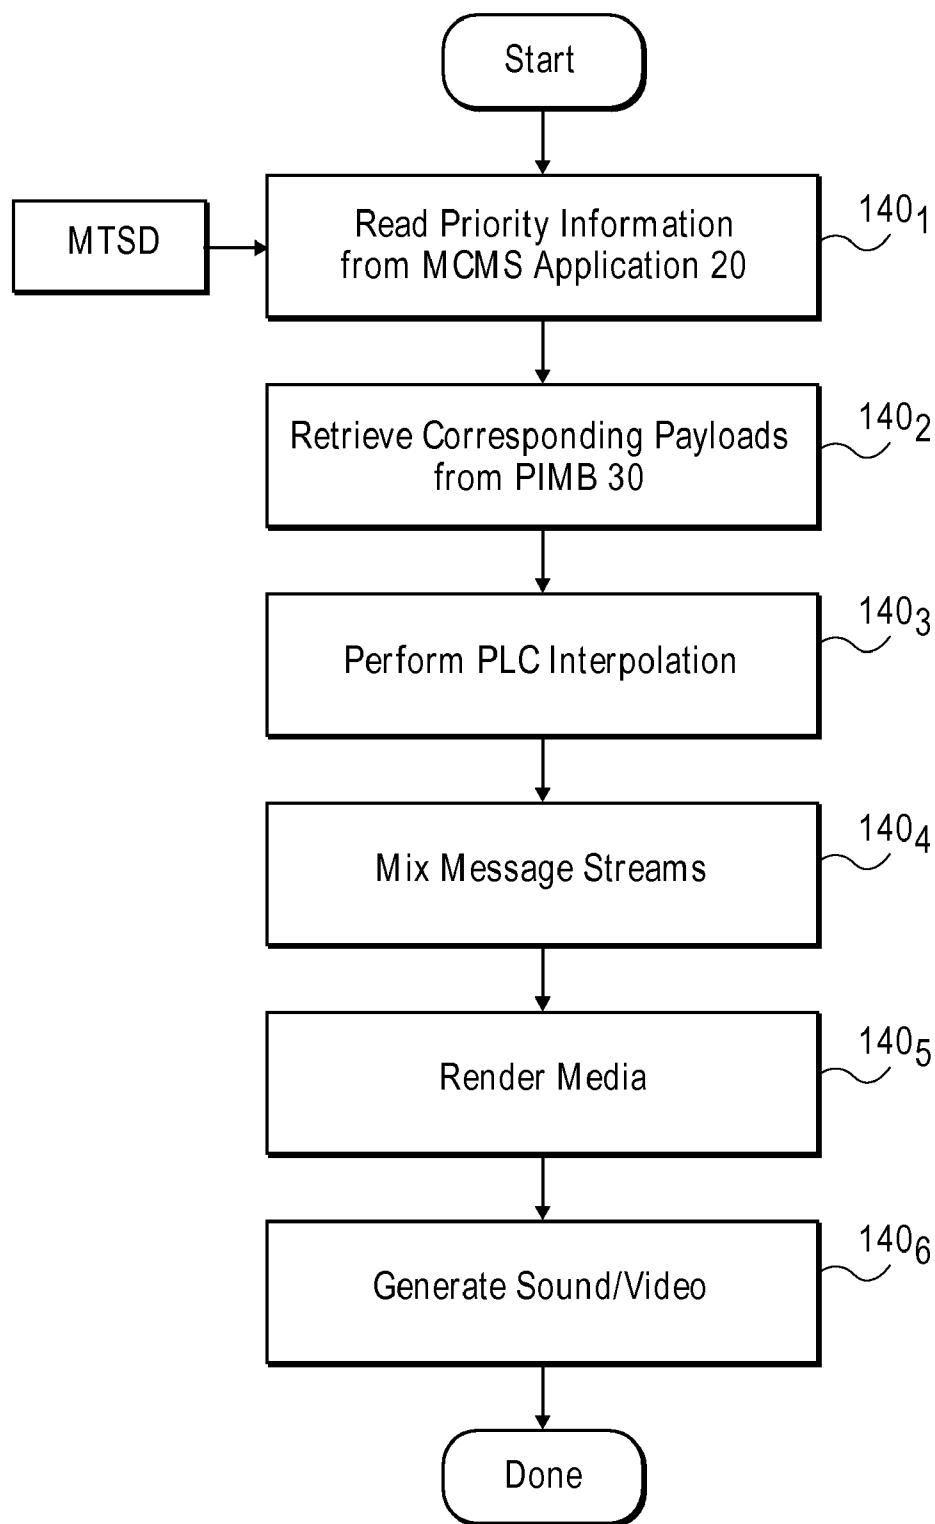 Start
MTSD
Read Priority Information
from MCMS Application 20
140₁
Retrieve Corresponding Payloads
from PIMB 30
140₂
Perform PLC Interpolation
140₃
Mix Message Streams
140₄
Render Media
140₅
Generate Sound/Video
140₆
Done